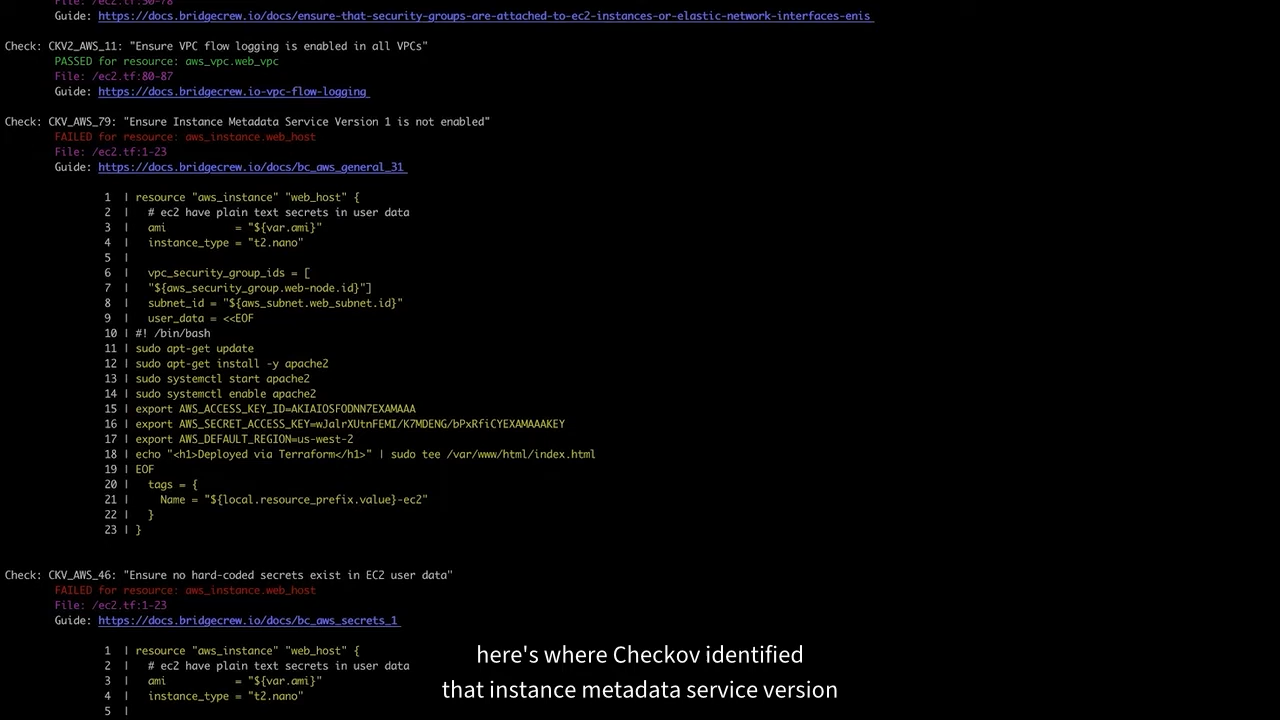 File: /ec2.tf:50-78
Guide: https://docs.bridgecrew.io/docs/ensure-that-security-groups-are-attached-to-ec2-instances-or-elastic-network-interfaces-enis
Check: CKV2_AWS_11: "Ensure VPC flow logging is enabled in all VPCs"
PASSED for resource: aws_vpc.web_vpc
File: /ec2.tf:80-87
Guide: https://docs.bridgecrew.io-vpc-flow-logging
Check: CKV_AWS_79: "Ensure Instance Metadata Service Version 1 is not enabled"
FAILED for resource: aws_instance.web_host
File: /ec2.tf:1-23
Guide: https://docs.bridgecrew.io/docs/bc_aws_general_31
1 | resource "aws_instance" "web_host" {
2 | # ec2 have plain text secrets in user data
3 | ami = "${var.ami}"
4 | instance_type = "t2.nano"
5 |
6 | vpc_security_group_ids = [
7 | "${aws_security_group.web-node.id}"]
8 | subnet_id = "${aws_subnet.web_subnet.id}"
9 | user_data = <<EOF
10 | #! /bin/bash
11 | sudo apt-get update
12 | sudo apt-get install -y apache2
13 | sudo systemctl start apache2
14 | sudo systemctl enable apache2
15 | export AWS_ACCESS_KEY_ID=AKIAIOSFODNN7EXAMAAA
16 | export AWS_SECRET_ACCESS_KEY=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
17 | export AWS_DEFAULT_REGION=us-west-2
18 | echo "<h1>Deployed via Terraform</h1>" | sudo tee /var/www/html/index.html
19 | EOF
20 | tags = {
21 | Name = "${local.resource_prefix.value}-ec2"
22 | }
23 | }
Check: CKV_AWS_46: "Ensure no hard-coded secrets exist in EC2 user data"
FAILED for resource: aws_instance.web_host
File: /ec2.tf:1-23
Guide: https://docs.bridgecrew.io/docs/bc_aws_secrets_1
1 | resource "aws_instance" "web_host" {
2 | # ec2 have plain text secrets in user data
3 | ami = "${var.ami}"
4 | instance_type = "t2.nano"
5 |
here's where Checkov identified
that instance metadata service version